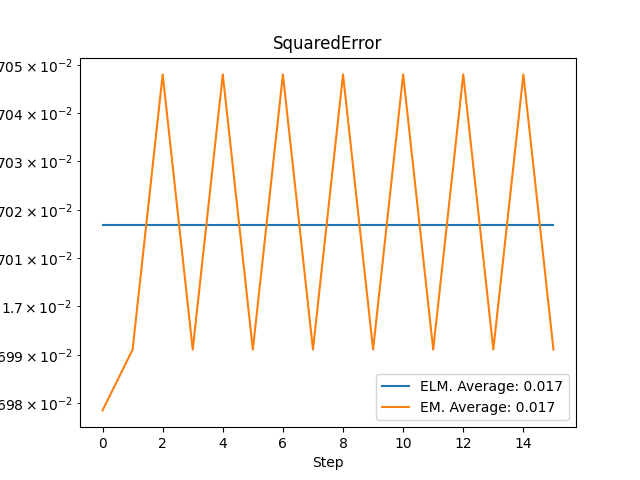 SquaredError
705 × 10⁻²
704 × 10⁻²
703 × 10⁻²
702 × 10⁻²
701 × 10⁻²
1.7 × 10⁻²
699 × 10⁻²
698 × 10⁻²
ELM. Average: 0.017
EM. Average: 0.017
0 2 4 6 8 10 12 14
Step